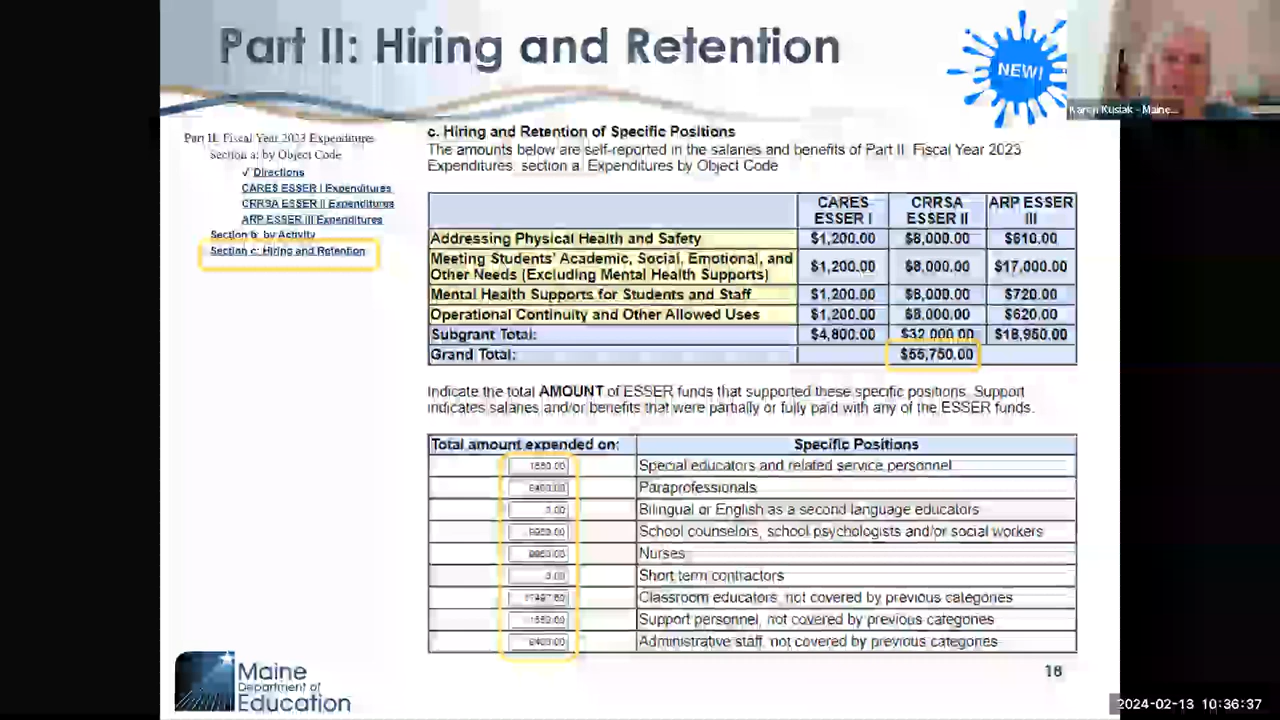 Part II: Hiring and Retention
NEW!
Karen Kusiak - Maine...
Part II: Fiscal Year 2023 Expenditures
Section a: by Object Code
✓ Directions
CARES ESSER I Expenditures
CRRSA ESSER II Expenditures
ARP ESSER III Expenditures
Section b: by Activity
Section c: Hiring and Retention
c. Hiring and Retention of Specific Positions
The amounts below are self-reported in the salaries and benefits of Part II Fiscal Year 2023
Expenditures section a Expenditures by Object Code
CARES ESSER I CRRSA ESSER II ARP ESSER III
Addressing Physical Health and Safety $1,200.00 $8,000.00 $610.00
Meeting Students' Academic, Social, Emotional, and Other Needs (Excluding Mental Health Supports) $1,200.00 $8,000.00 $17,000.00
Mental Health Supports for Students and Staff $1,200.00 $8,000.00 $720.00
Operational Continuity and Other Allowed Uses $1,200.00 $8,000.00 $620.00
Subgrant Total: $4,800.00 $32,000.00 $18,950.00
Grand Total: $55,750.00
Indicate the total AMOUNT of ESSER funds that supported these specific positions. Support
indicates salaries and/or benefits that were partially or fully paid with any of the ESSER funds.
Total amount expended on: Specific Positions
Special educators and related service personnel
Paraprofessionals
Bilingual or English as a second language educators
School counselors, school psychologists and/or social workers
Nurses
Short term contractors
Classroom educators, not covered by previous categories
Support personnel, not covered by previous categories
Administrative staff, not covered by previous categories
Maine
Department of
Education
18
2024-02-13 10:36:37